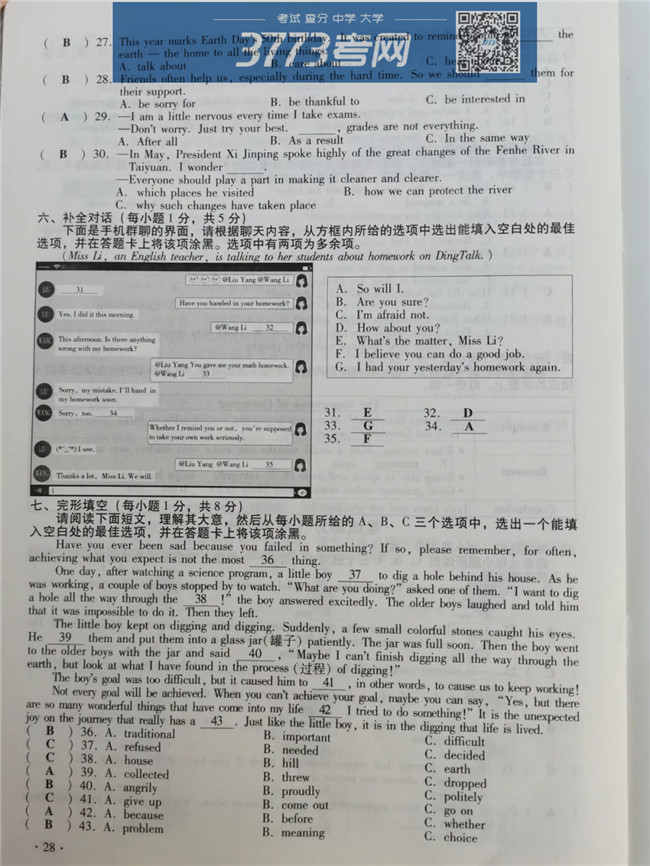 考试 查分 中学 大学
( B ) 27. This year marks Earth Day's 50th birthday. It was created to remind the
earth — the home to all the living things.
A. talk about B. care about C.
( B ) 28. Friends often help us, especially during the hard time. So we should them for
their support.
A. be sorry for B. be thankful to C. be interested in
( A ) 29. —I am a little nervous every time I take exams.
—Don't worry. Just try your best. ______, grades are not everything.
A. After all B. As a result C. In the same way
( B ) 30. —In May, President Xi Jinping spoke highly of the great changes of the Fenhe River in
Taiyuan. I wonder ______.
—Everyone should play a part in making it cleaner and clearer.
A. which places he visited B. how we can protect the river
C. why such changes have taken place
六、补全对话 (每小题 1 分，共 5 分)
下面是手机群聊的界面，请根据聊天内容，从方框内所给的选项中选出能填入空白处的最佳
选项，并在答题卡上将该项涂黑。选项中有两项为多余项。
(Miss Li, an English teacher, is talking to her students about homework on DingTalk.)
@Liu Yang @Wang Li
LIU 31
Have you handed in your homework?
LIU Yes. I did it this morning.
@Wang Li 32
WANG This afternoon. Is there anything
wrong with my homework?
@Liu Yang You gave me your math homework.
@Wang Li 33
LIU Sorry, my mistake. I'll hand in
my homework soon.
WANG Sorry, too. 34
Whether I remind you or not, you're supposed
to take your own work seriously.
LIU (*^_^*) I see.
@Liu Yang @Wang Li 35
WANG Thanks a lot, Miss Li. We will.
A. So will I.
B. Are you sure?
C. I'm afraid not.
D. How about you?
E. What's the matter, Miss Li?
F. I believe you can do a good job.
G. I had your yesterday's homework again.
31. E 32. D
33. G 34. A
35. F
七、完形填空 (每小题 1 分，共 8 分)
请阅读下面短文，理解其大意，然后从每小题所给的 A、B、C 三个选项中，选出一个能填
入空白处的最佳选项，并在答题卡上将该项涂黑。
Have you ever been sad because you failed in something? If so, please remember, for often,
achieving what you expect is not the most 36 thing.
One day, after watching a science program, a little boy 37 to dig a hole behind his house. As he
was working, a couple of boys stopped by to watch. "What are you doing?" asked one of them. "I want to dig
a hole all the way through the 38 !" the boy answered excitedly. The older boys laughed and told him
that it was impossible to do it. Then they left.
The little boy kept on digging and digging. Suddenly, a few small colorful stones caught his eyes.
He 39 them and put them into a glass jar(罐子) patiently. The jar was full soon. Then the boy went
to the older boys with the jar and said 40 , "Maybe I can't finish digging all the way through the
earth, but look at what I have found in the process (过程) of digging!"
The boy's goal was too difficult, but it caused him to 41 , in other words, to cause us to keep working!
Not every goal will be achieved. When you can't achieve your goal, maybe you can say, "Yes, but there
are so many wonderful things that have come into my life 42 I tried to do something!" It is the unexpected
joy on the journey that really has a 43 . Just like the little boy, it is in the digging that life is lived.
( B ) 36. A. traditional B. important C. difficult
( C ) 37. A. refused B. needed C. decided
( C ) 38. A. house B. hill C. earth
( A ) 39. A. collected B. threw C. dropped
( B ) 40. A. angrily B. proudly C. politely
( C ) 41. A. give up B. come out C. go on
( A ) 42. A. because B. before C. whether
( B ) 43. A. problem B. meaning C. choice
· 28 ·